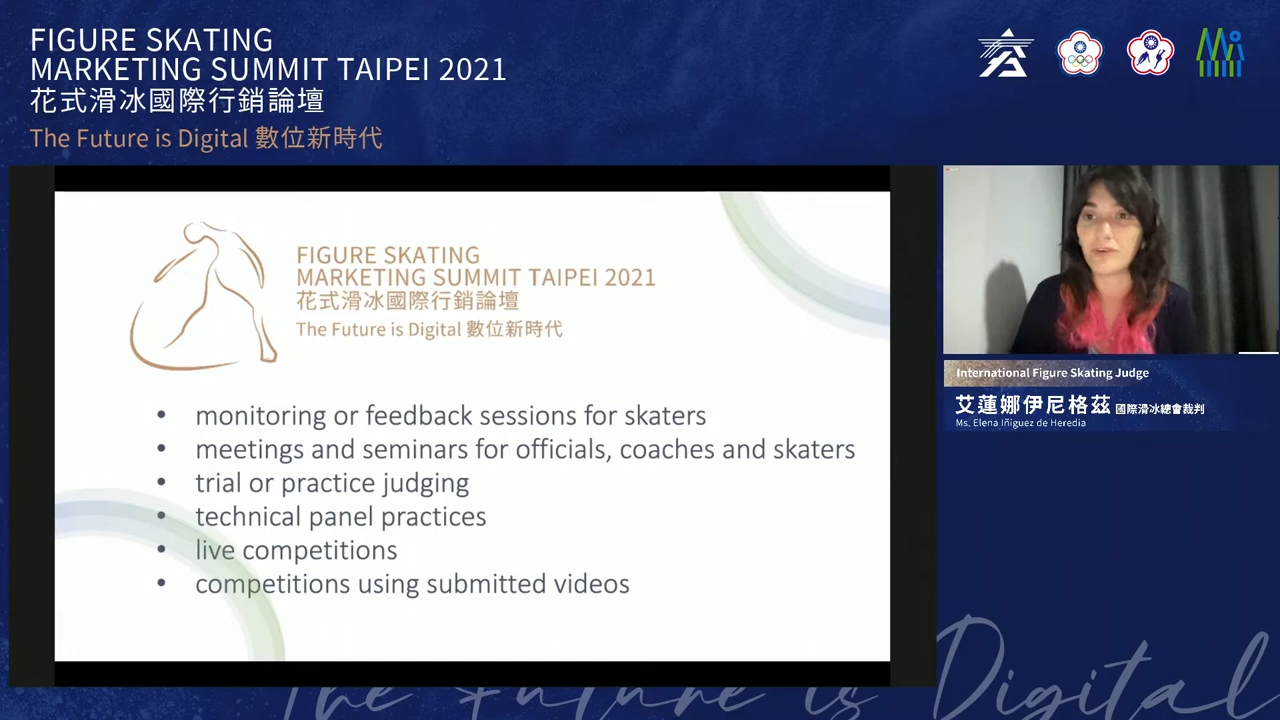 FIGURE SKATING
MARKETING SUMMIT TAIPEI 2021
花式滑冰國際行銷論壇
The Future is Digital 數位新時代
FIGURE SKATING
MARKETING SUMMIT TAIPEI 2021
花式滑冰國際行銷論壇
The Future is Digital 數位新時代
• monitoring or feedback sessions for skaters
• meetings and seminars for officials, coaches and skaters
• trial or practice judging
• technical panel practices
• live competitions
• competitions using submitted videos
International Figure Skating Judge
艾蓮娜伊尼格茲 國際滑冰總會裁判
Ms. Elena Iñiguez de Heredia
The Future is Digital